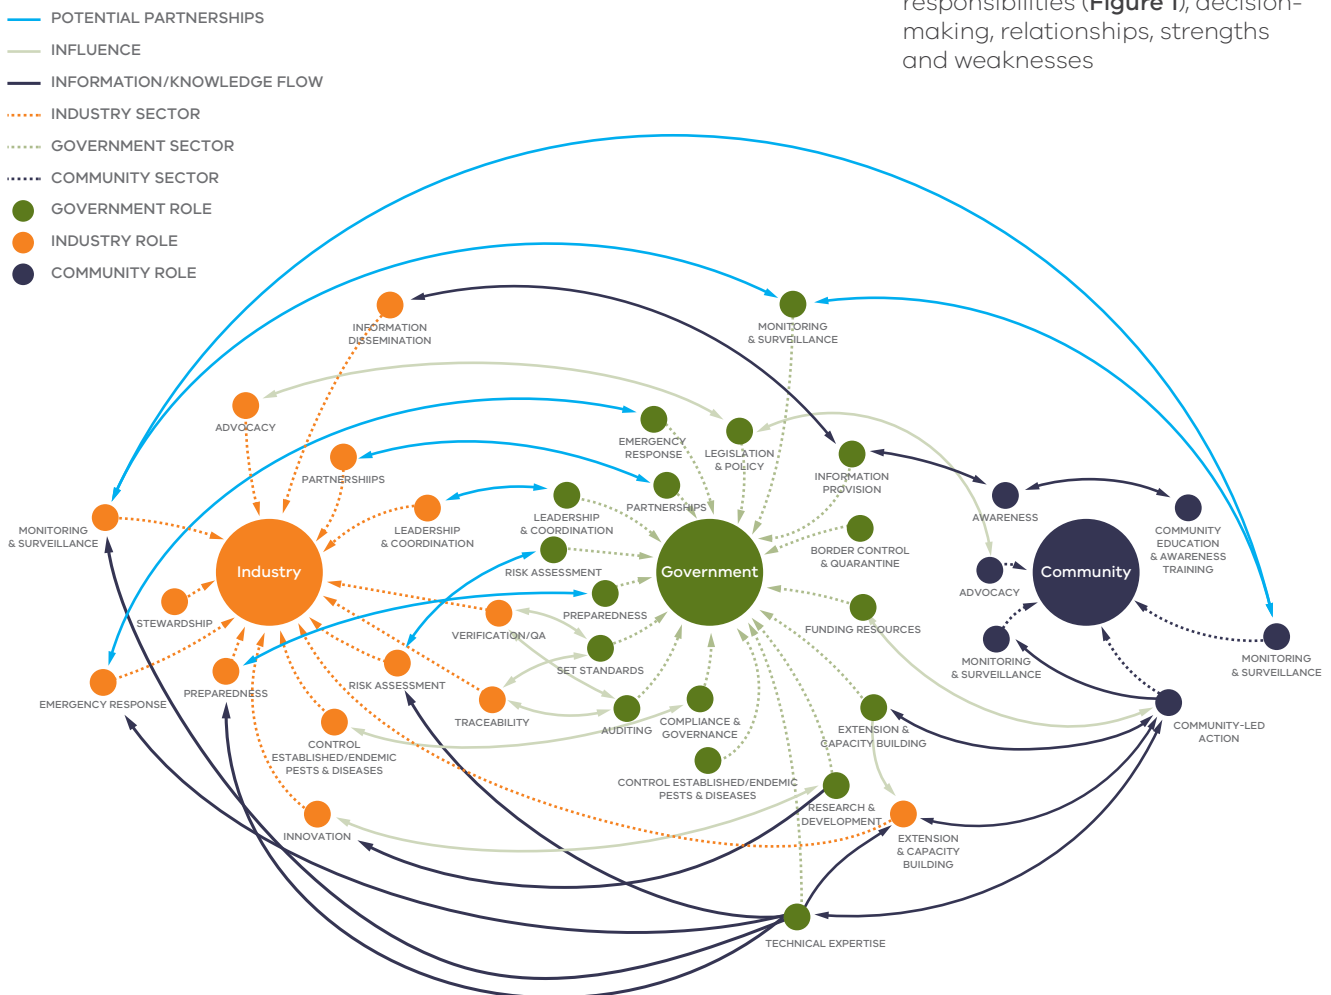 responsibilities (Figure 1), decision-
making, relationships, strengths
and weaknesses
POTENTIAL PARTNERSHIPS
INFLUENCE
INFORMATION/KNOWLEDGE FLOW
INDUSTRY SECTOR
GOVERNMENT SECTOR
COMMUNITY SECTOR
GOVERNMENT ROLE
INDUSTRY ROLE
COMMUNITY ROLE
INFORMATION
DISSEMINATION
MONITORING
& SURVEILLANCE
ADVOCACY
EMERGENCY
RESPONSE
LEGISLATION
& POLICY
PARTNERSHIIPS
INFORMATION
PROVISION
PARTNERSHIPS
AWARENESS
COMMUNITY
EDUCATION
& AWARENESS
TRAINING
MONITORING
& SURVEILLANCE
LEADERSHIP
& COORDINATION
LEADERSHIP
& COORDINATION
BORDER CONTROL
& QUARANTINE
Industry
Government
Community
RISK ASSESSMENT
ADVOCACY
PREPAREDNESS
STEWARDSHIP
VERIFICATION/QA
FUNDING RESOURCES
SET STANDARDS
MONITORING
& SURVEILLANCE
MONITORING
& SURVEILLANCE
EMERGENCY RESPONSE
PREPAREDNESS
RISK ASSESSMENT
TRACEABILITY
AUDITING
COMPLIANCE &
GOVERNANCE
EXTENSION &
CAPACITY BUILDING
COMMUNITY-LED
ACTION
CONTROL
ESTABLISHED/ENDEMIC
PESTS & DISEASES
CONTROL ESTABLISHED/ENDEMIC
PESTS & DISEASES
RESEARCH &
DEVELOPMENT
INNOVATION
EXTENSION
& CAPACITY
BUILDING
TECHNICAL EXPERTISE